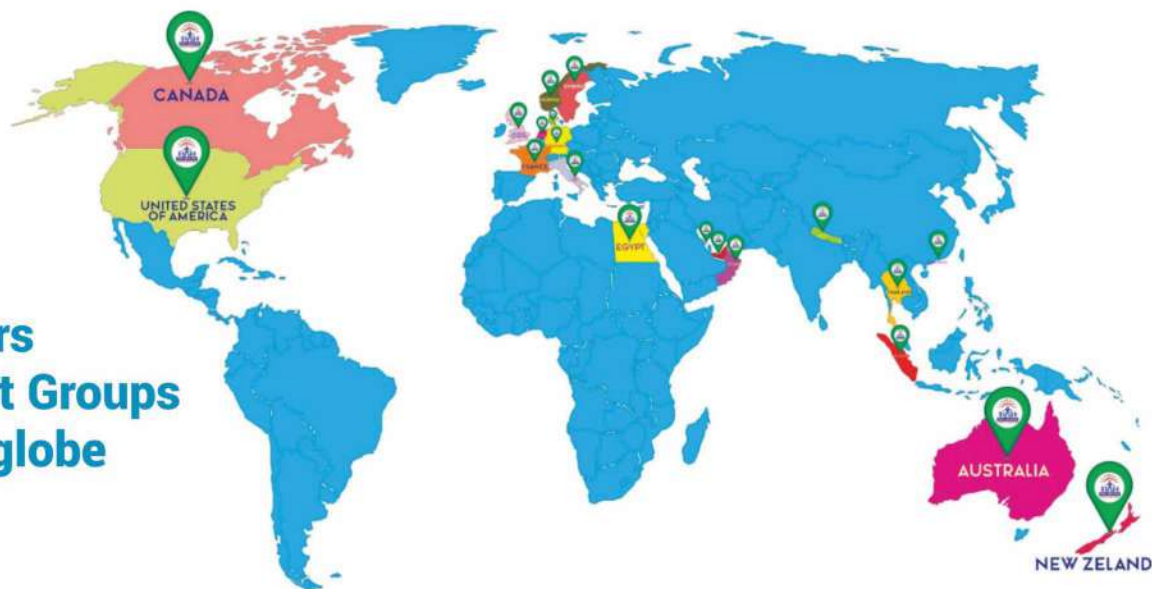 CANADA
UNITED STATES
OF AMERICA
FRANCE
EGYPT
rs
t Groups
globe
AUSTRALIA
NEW ZELAND